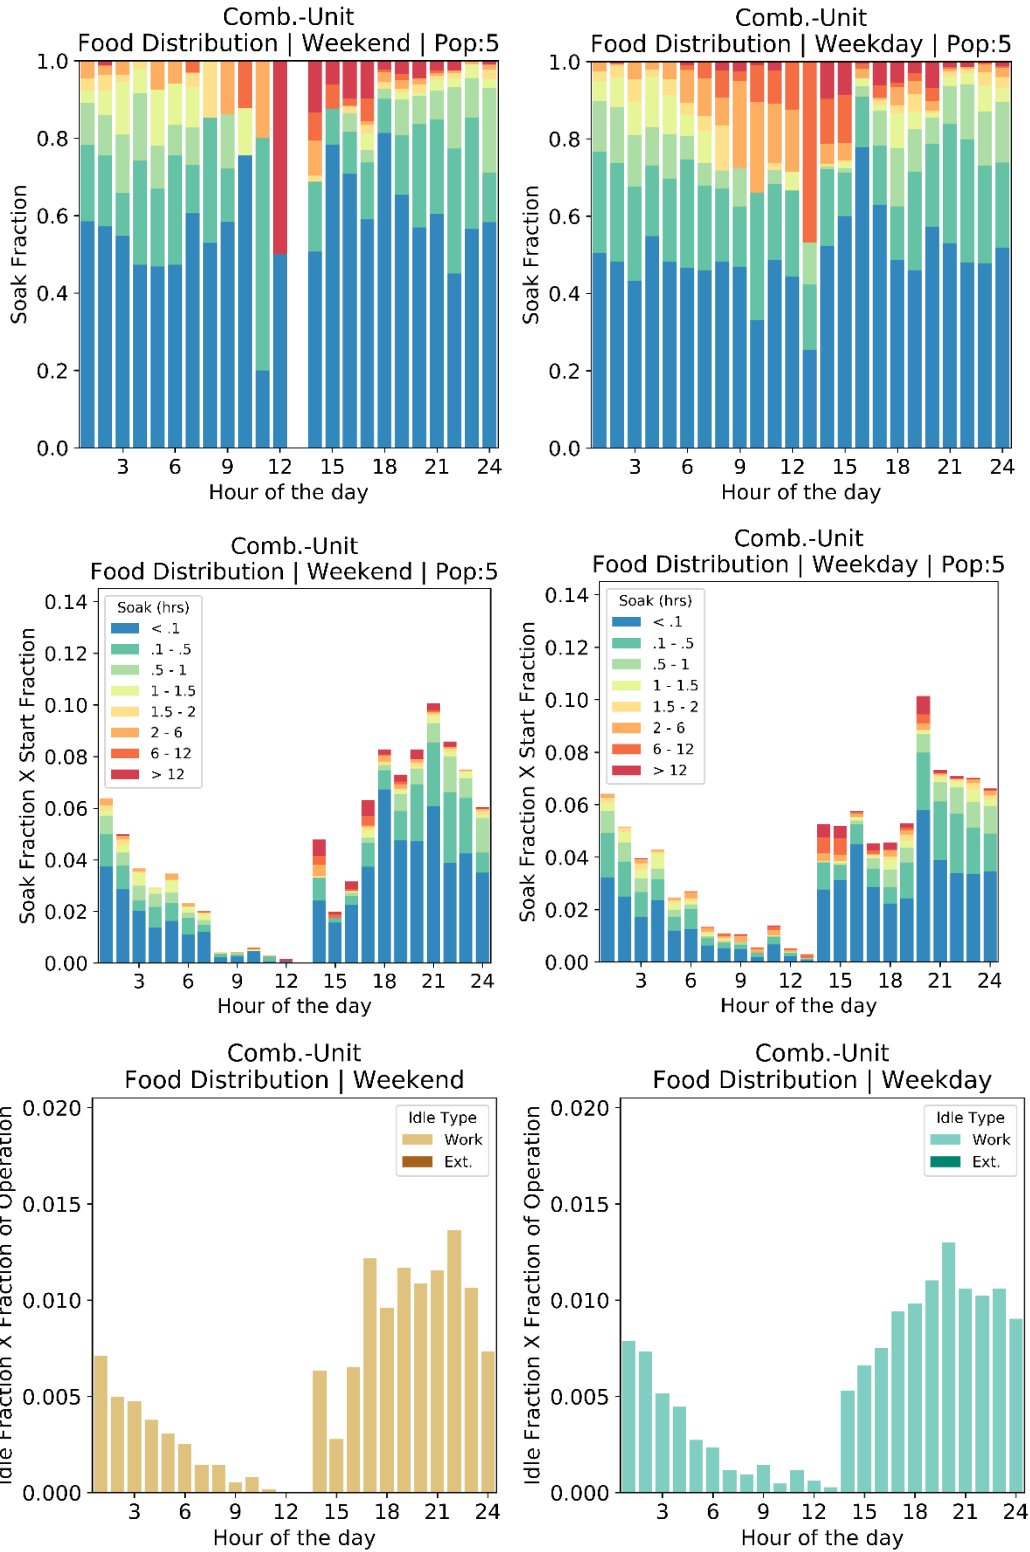 Comb.-Unit
Food Distribution | Weekend | Pop:5
1.0
0.8
0.6
0.4
0.2
0.0
Soak Fraction
3 6 9 12 15 18 21 24
Hour of the day
Comb.-Unit
Food Distribution | Weekday | Pop:5
1.0
0.8
0.6
0.4
0.2
0.0
Soak Fraction
3 6 9 12 15 18 21 24
Hour of the day
Comb.-Unit
Food Distribution | Weekend | Pop:5
0.14
0.12
0.10
0.08
0.06
0.04
0.02
0.00
Soak Fraction X Start Fraction
Soak (hrs)
< .1
.1 - .5
.5 - 1
1 - 1.5
1.5 - 2
2 - 6
6 - 12
> 12
3 6 9 12 15 18 21 24
Hour of the day
Comb.-Unit
Food Distribution | Weekday | Pop:5
0.14
0.12
0.10
0.08
0.06
0.04
0.02
0.00
Soak Fraction X Start Fraction
Soak (hrs)
< .1
.1 - .5
.5 - 1
1 - 1.5
1.5 - 2
2 - 6
6 - 12
> 12
3 6 9 12 15 18 21 24
Hour of the day
Comb.-Unit
Food Distribution | Weekend
0.020
0.015
0.010
0.005
0.000
Idle Fraction X Fraction of Operation
Idle Type
Work
Ext.
3 6 9 12 15 18 21 24
Hour of the day
Comb.-Unit
Food Distribution | Weekday
0.020
0.015
0.010
0.005
0.000
Idle Fraction X Fraction of Operation
Idle Type
Work
Ext.
3 6 9 12 15 18 21 24
Hour of the day